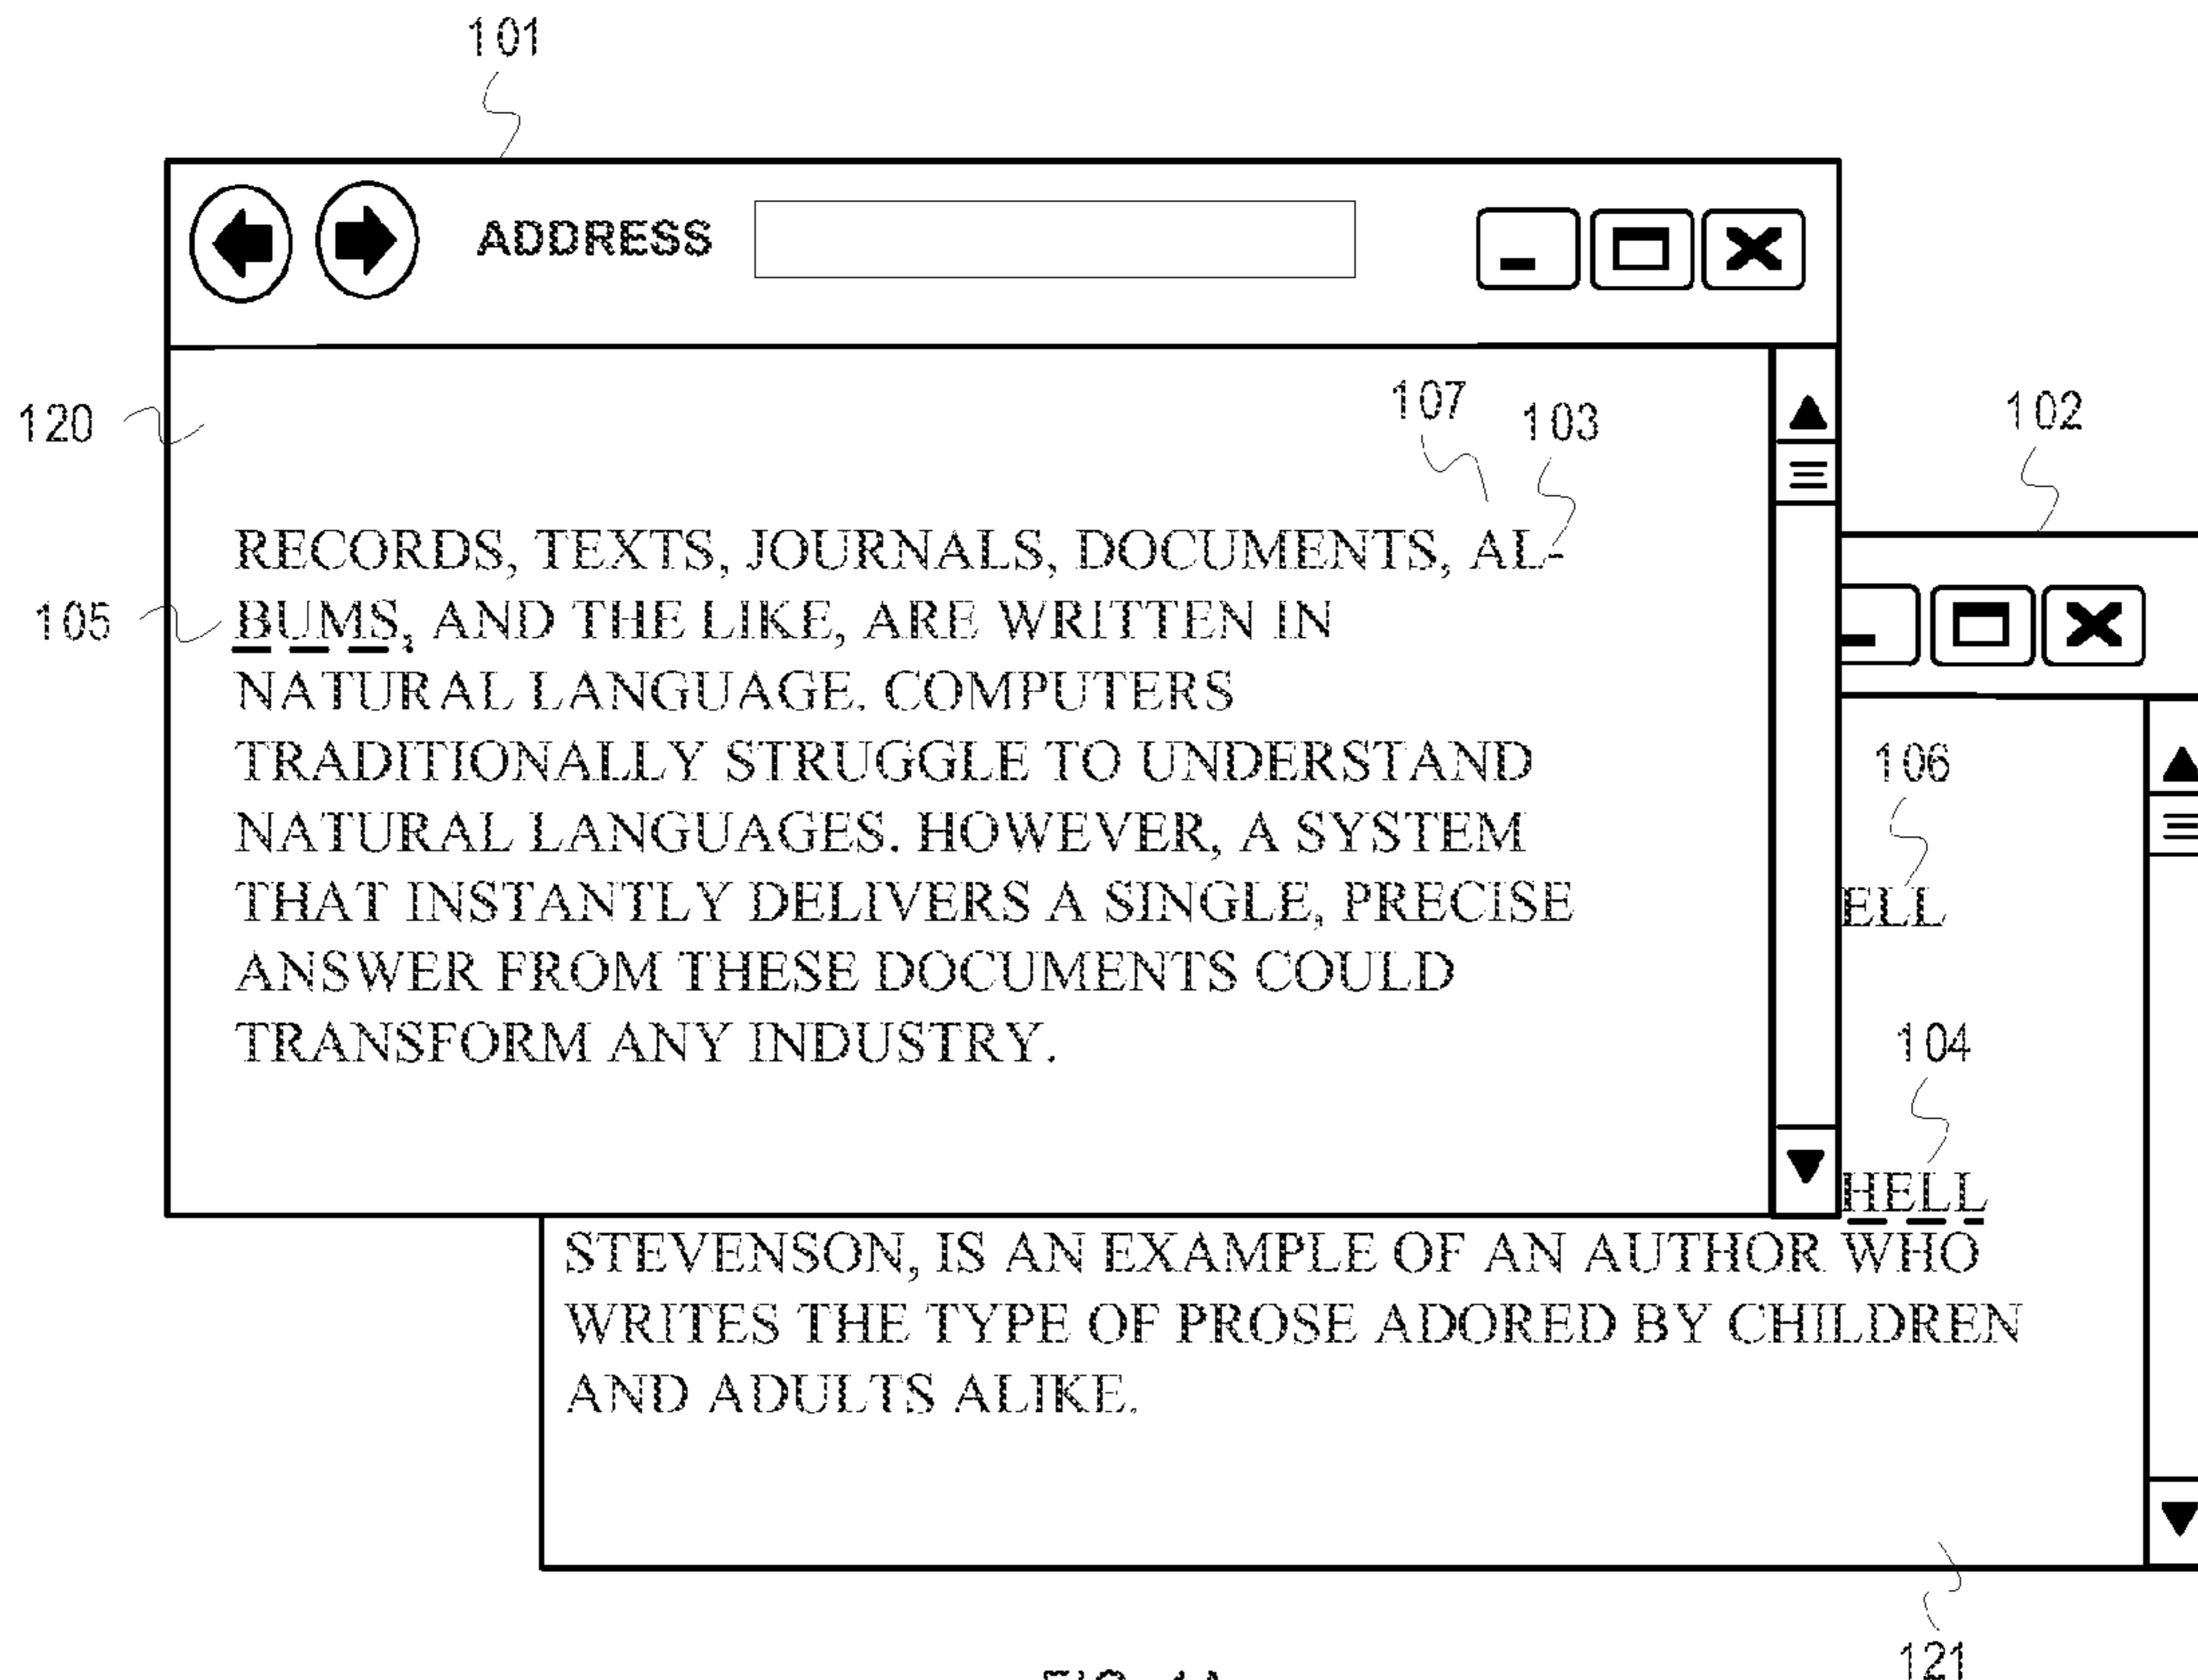 101
ADDRESS
120
107
103
102
RECORDS, TEXTS, JOURNALS, DOCUMENTS, AL-
105
BUMS, AND THE LIKE, ARE WRITTEN IN
NATURAL LANGUAGE. COMPUTERS
TRADITIONALLY STRUGGLE TO UNDERSTAND
NATURAL LANGUAGES. HOWEVER, A SYSTEM
THAT INSTANTLY DELIVERS A SINGLE, PRECISE
ANSWER FROM THESE DOCUMENTS COULD
TRANSFORM ANY INDUSTRY.
106
ELL
104
HELL
STEVENSON, IS AN EXAMPLE OF AN AUTHOR WHO
WRITES THE TYPE OF PROSE ADORED BY CHILDREN
AND ADULTS ALIKE.
121